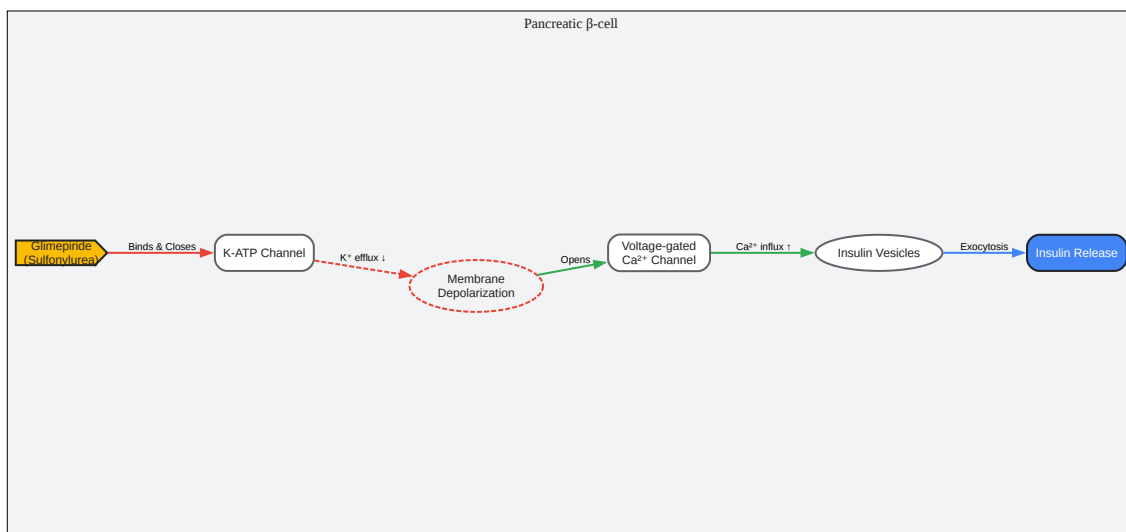 Pancreatic β-cell
Glimepiride
(Sulfonylurea)
Binds & Closes
K-ATP Channel
K⁺ efflux ↓
Membrane
Depolarization
Opens
Voltage-gated
Ca²⁺ Channel
Ca²⁺ influx ↑
Insulin Vesicles
Exocytosis
Insulin Release